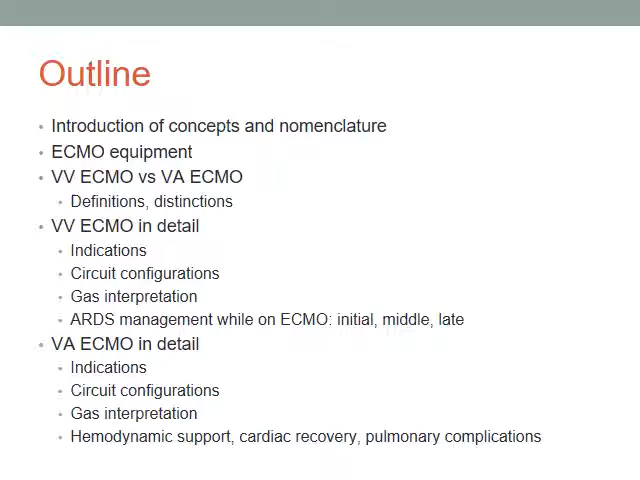 Outline
• Introduction of concepts and nomenclature
• ECMO equipment
• VV ECMO vs VA ECMO
• Definitions, distinctions
• VV ECMO in detail
• Indications
• Circuit configurations
• Gas interpretation
• ARDS management while on ECMO: initial, middle, late
• VA ECMO in detail
• Indications
• Circuit configurations
• Gas interpretation
• Hemodynamic support, cardiac recovery, pulmonary complications